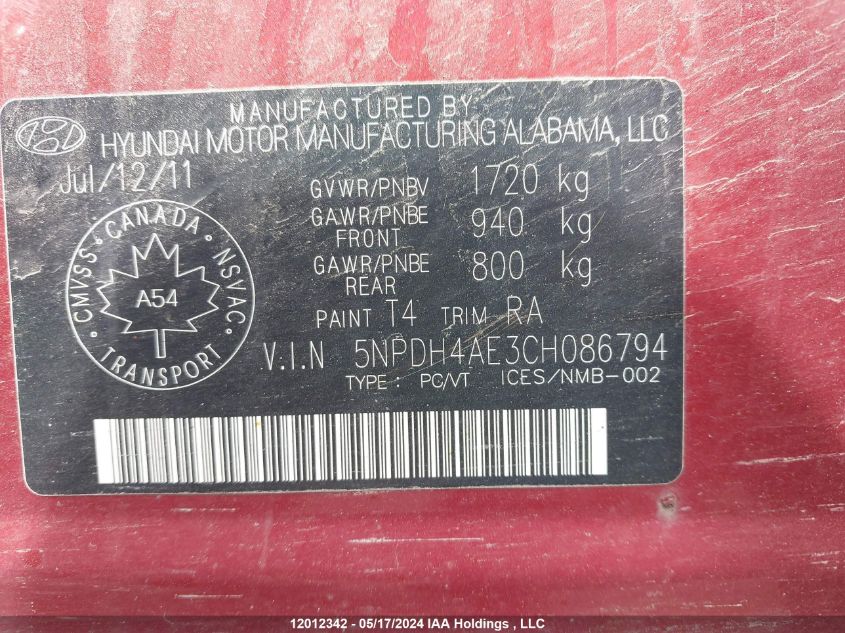 MANUFACTURED BY:
HYUNDAI MOTOR MANUFACTURING ALABAMA, LLC
Jul/12/11
GVWR/PNBV 1720 kg
GAWR/PNBE FRONT 940 kg
GAWR/PNBE REAR 800 kg
CMVSS • CANADA • NSVAC • TRANSPORT •
A54
PAINT T4 TRIM RA
V.I.N 5NPDH4AE3CH086794
TYPE : PC/VT ICES/NMB-002
12012342 - 05/17/2024 IAA Holdings , LLC